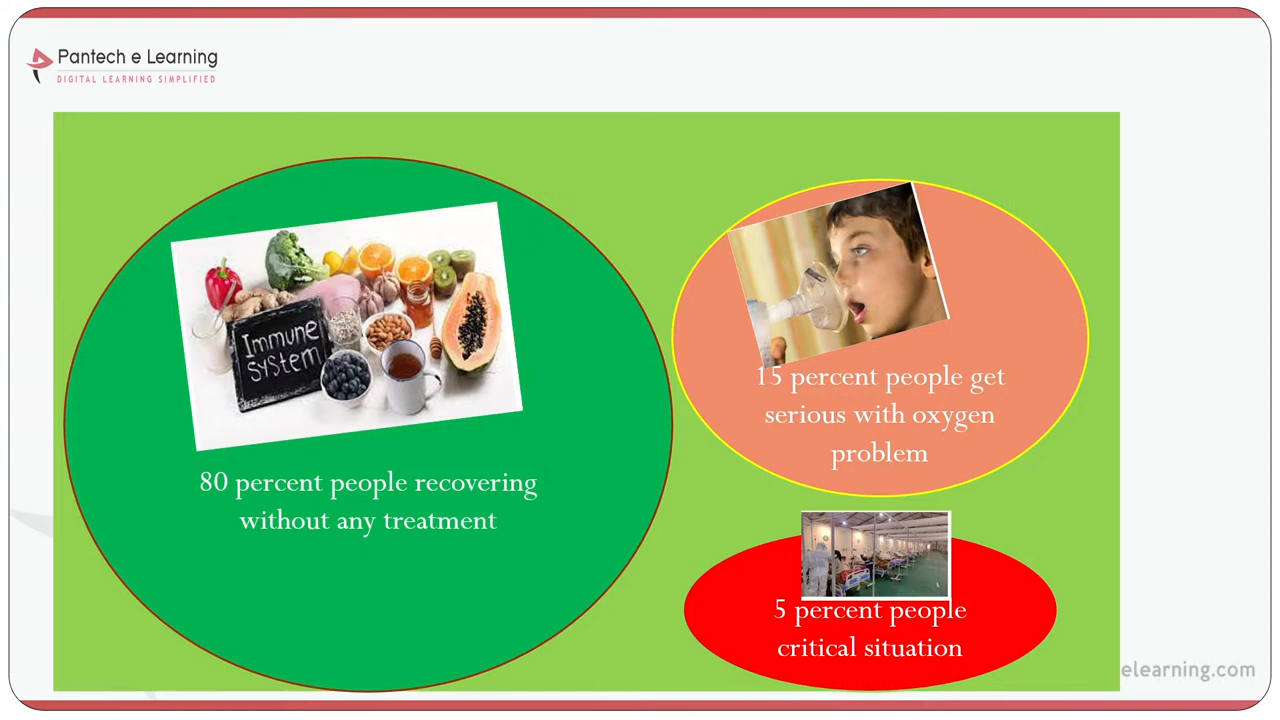 Pantech e Learning
DIGITAL LEARNING SIMPLIFIED
Immune
SYSTEM
80 percent people recovering
without any treatment
15 percent people get
serious with oxygen
problem
5 percent people
critical situation
elearning.com